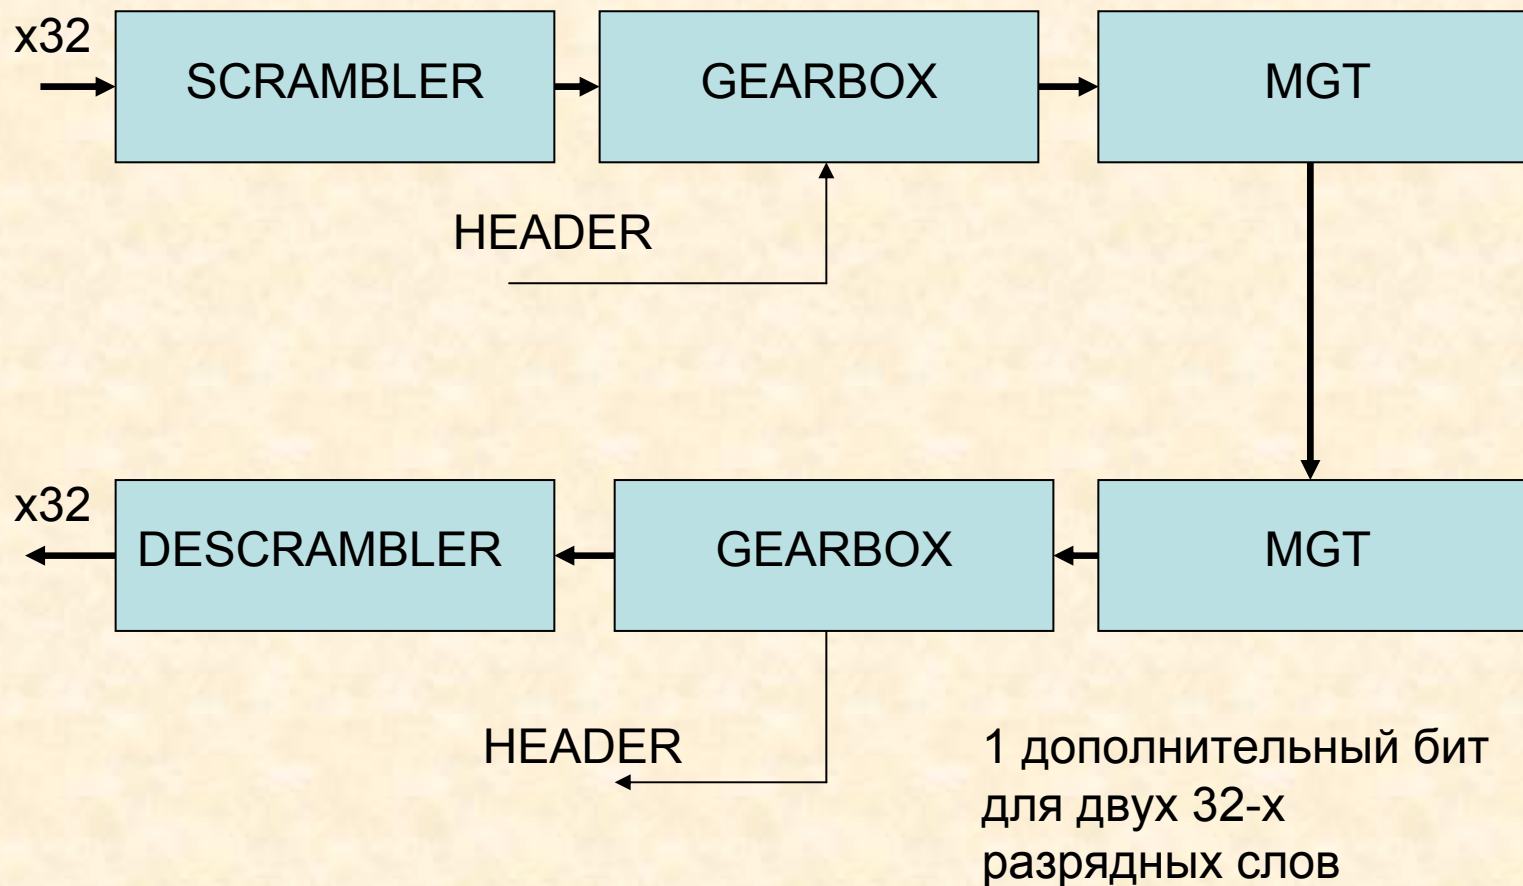 x32
SCRAMBLER
GEARBOX
MGT
HEADER
x32
DESCRAMBLER
GEARBOX
MGT
HEADER
1 дополнительный бит
для двух 32-х
разрядных слов